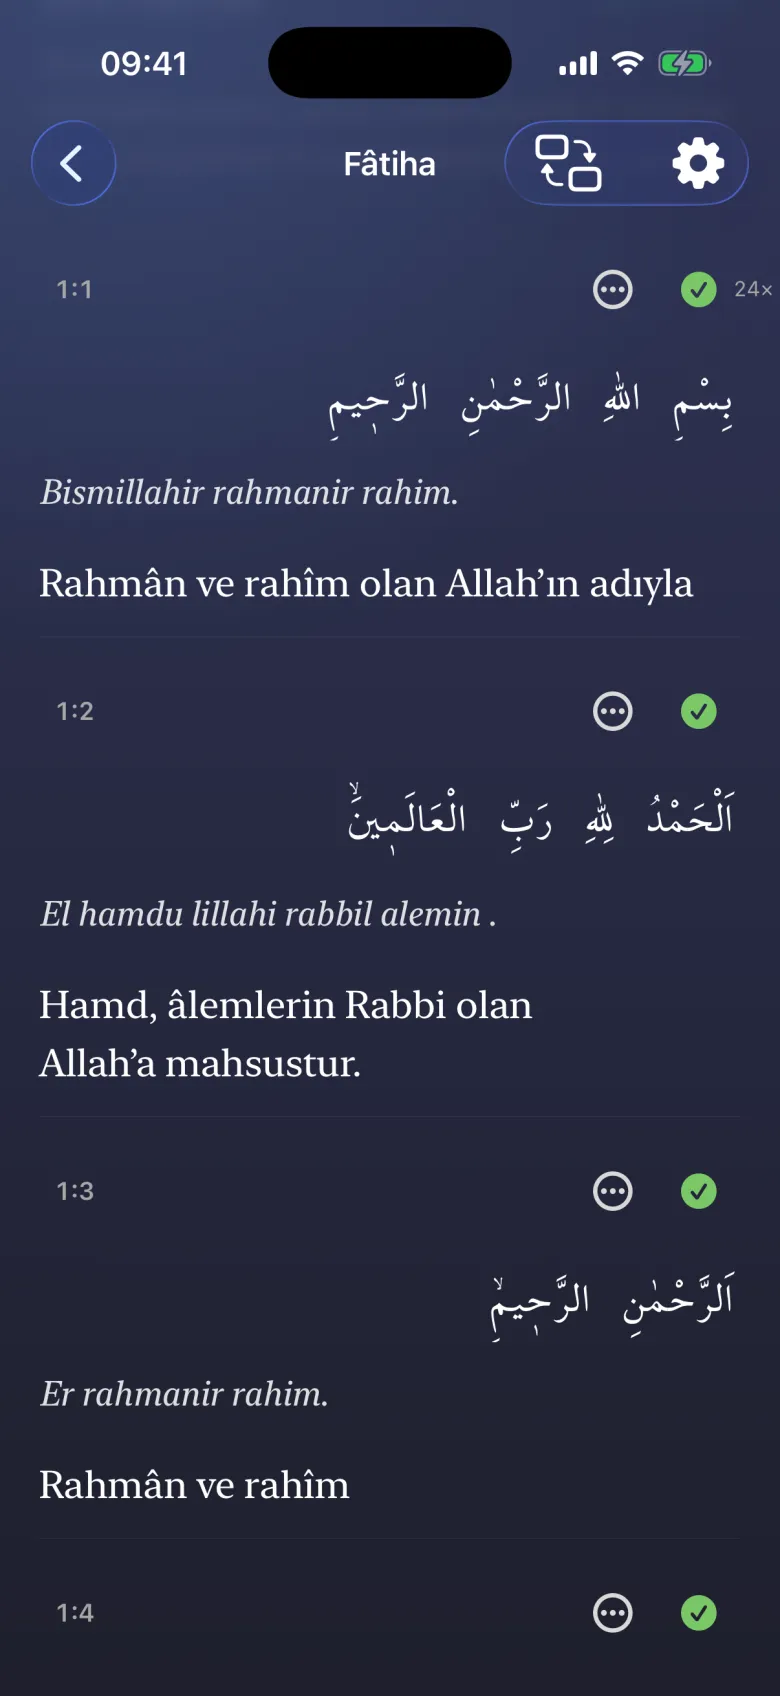 09:41
Fâtiha
1:1
24×
بِسْمِ اللّٰهِ الرَّحْمٰنِ الرَّح۪يمِ
Bismillahir rahmanir rahim.
Rahmân ve rahîm olan Allah’ın adıyla
1:2
اَلْحَمْدُ لِلّٰهِ رَبِّ الْعَالَم۪ينَۙ
El hamdu lillahi rabbil alemin .
Hamd, âlemlerin Rabbi olan
Allah’a mahsustur.
1:3
اَلرَّحْمٰنِ الرَّح۪يمِۙ
Er rahmanir rahim.
Rahmân ve rahîm
1:4